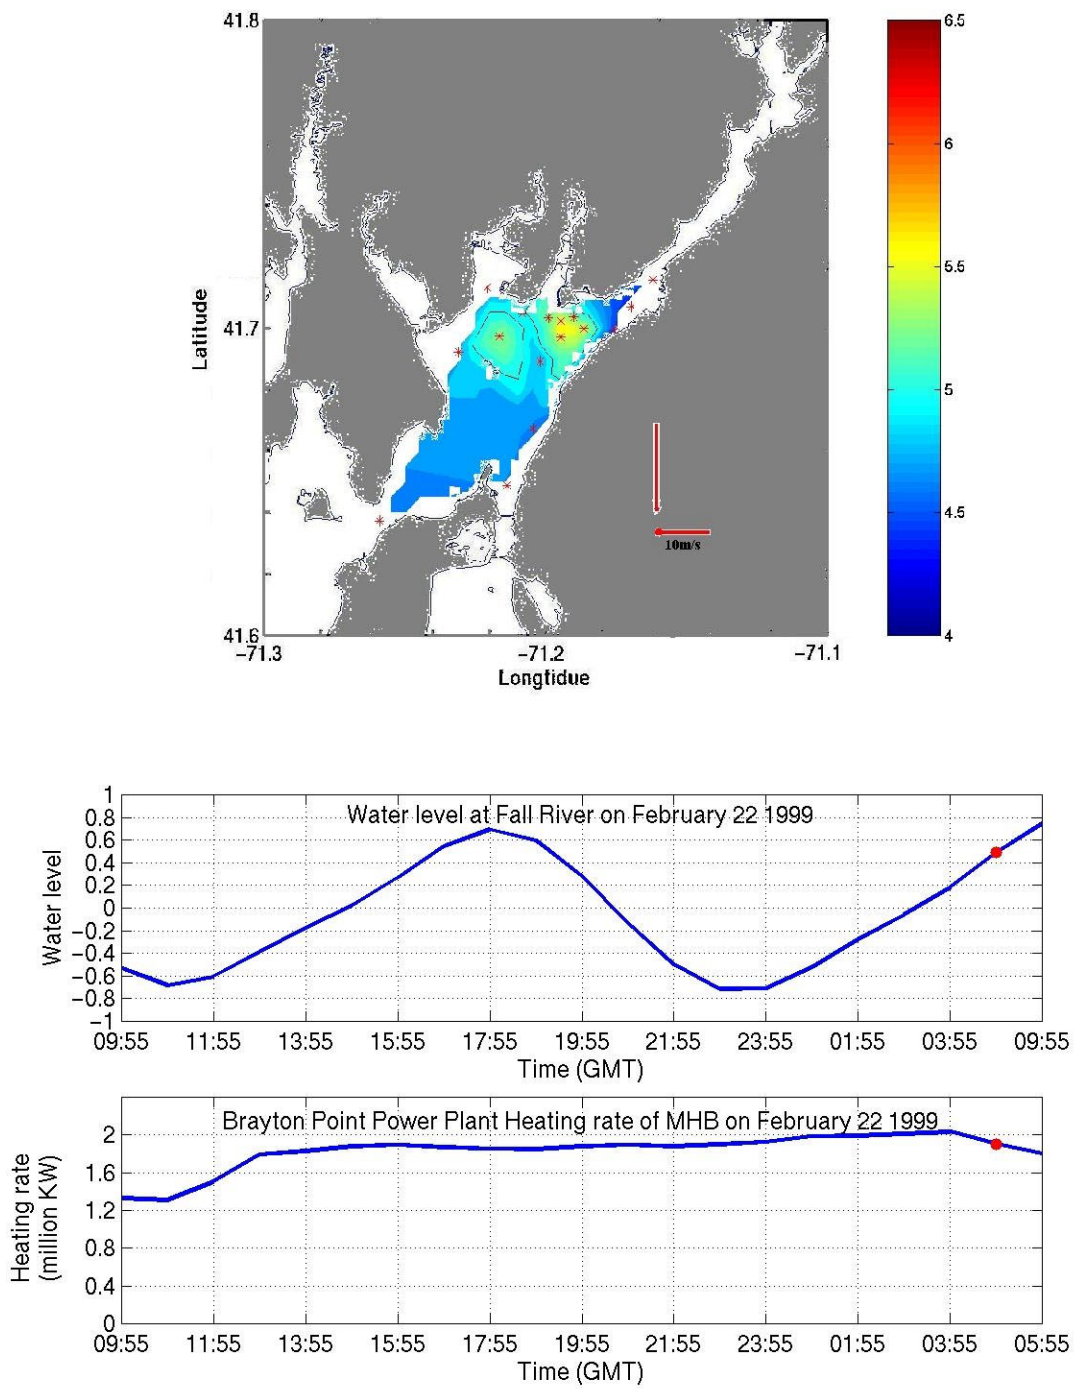 41.8
6.5
6
Latitude
5.5
41.7
5
4.5
10m/s
41.6
4
−71.3
−71.2
−71.1
Longtidue
Water level at Fall River on February 22 1999
1
0.8
0.6
0.4
0.2
0
−0.2
−0.4
−0.6
−0.8
−1
Water level
09:55 11:55 13:55 15:55 17:55 19:55 21:55 23:55 01:55 03:55 09:55
Time (GMT)
Brayton Point Power Plant Heating rate of MHB on February 22 1999
2
1.6
1.2
0.8
0.4
0
Heating rate
(million KW)
09:55 11:55 13:55 15:55 17:55 19:55 21:55 23:55 01:55 03:55 05:55
Time (GMT)